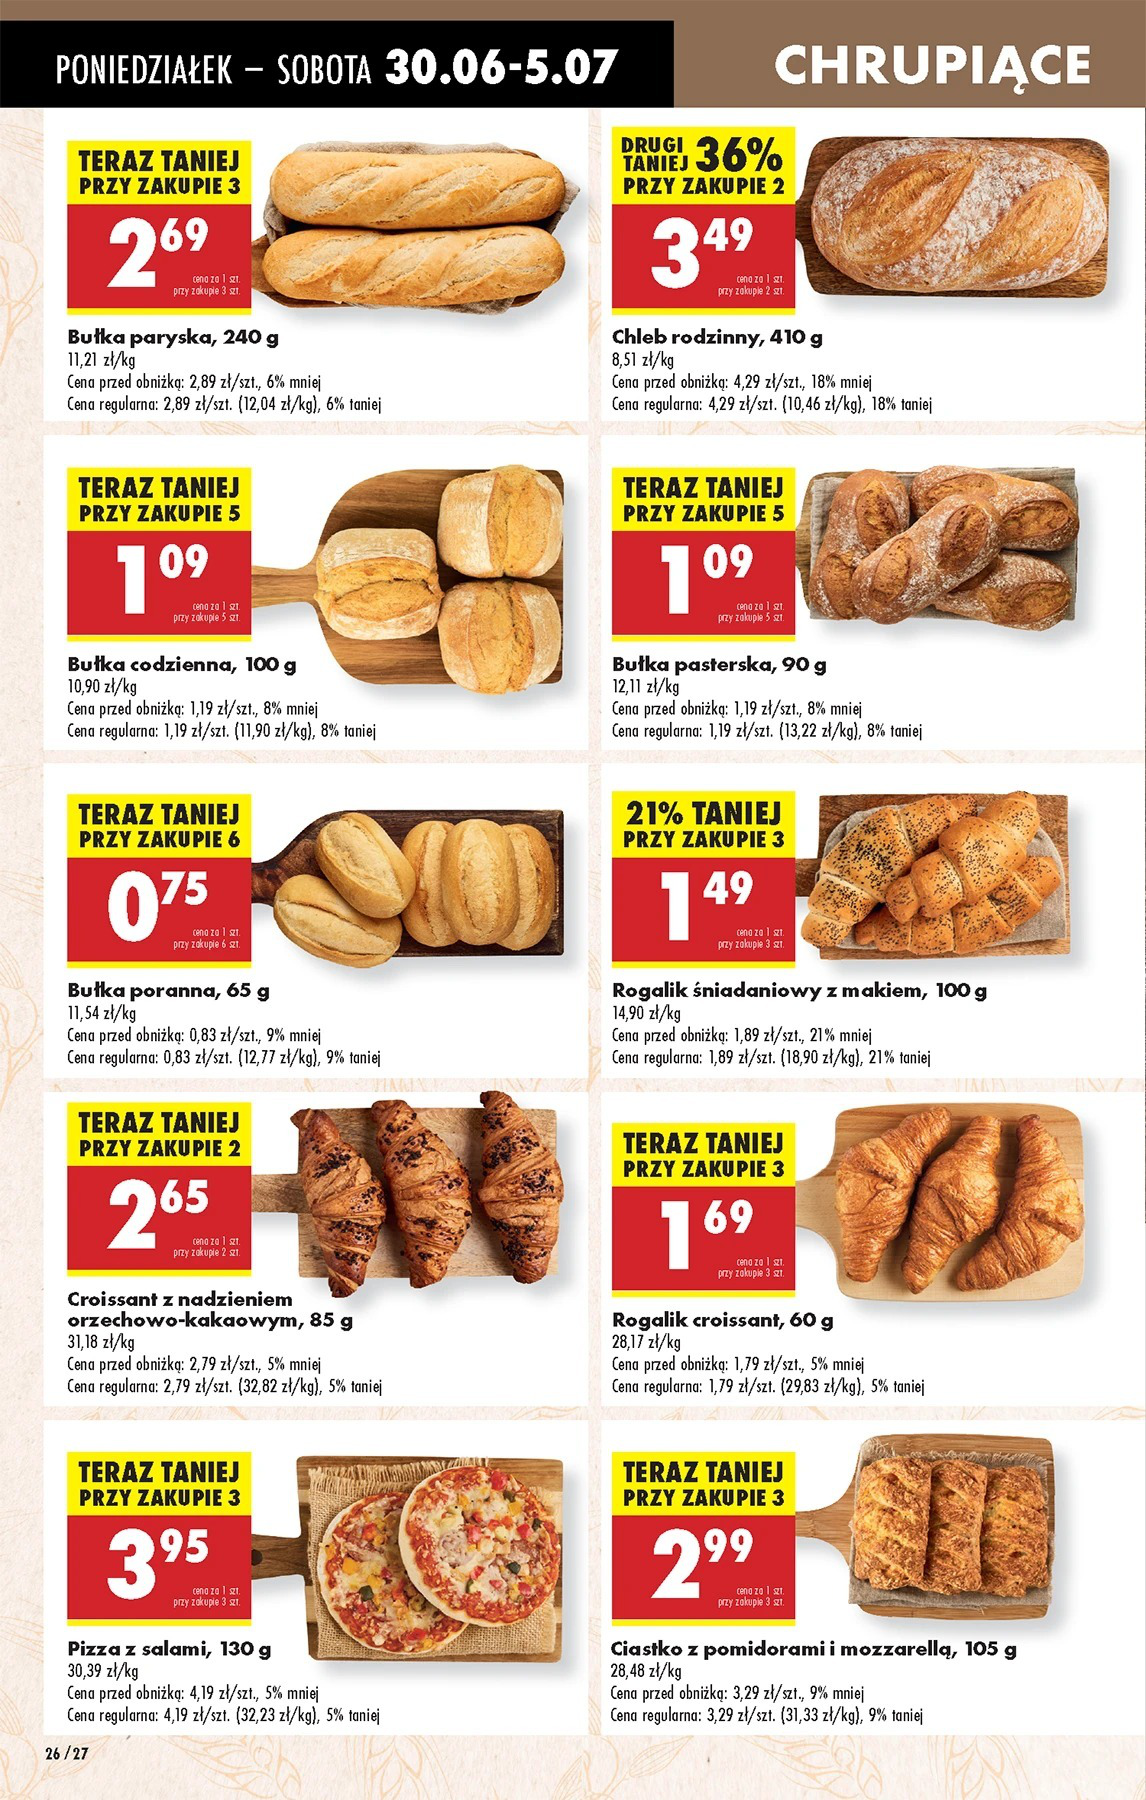 PONIEDZIAŁEK – SOBOTA 30.06-5.07
CHRUPIĄCE
TERAZ TANIEJ
PRZY ZAKUPIE 3
2 69
cena za 1 szt.
przy zakupie 3 szt.
Bułka paryska, 240 g
11,21 zł/kg
Cena przed obniżką: 2,89 zł/szt., 6% mniej
Cena regularna: 2,89 zł/szt. (12,04 zł/kg), 6% taniej
DRUGI TANIEJ 36%
PRZY ZAKUPIE 2
3 49
cena za 1 szt.
przy zakupie 2 szt.
Chleb rodzinny, 410 g
8,51 zł/kg
Cena przed obniżką: 4,29 zł/szt., 18% mniej
Cena regularna: 4,29 zł/szt. (10,46 zł/kg), 18% taniej
TERAZ TANIEJ
PRZY ZAKUPIE 5
1 09
cena za 1 szt.
przy zakupie 5 szt.
Bułka codzienna, 100 g
10,90 zł/kg
Cena przed obniżką: 1,19 zł/szt., 8% mniej
Cena regularna: 1,19 zł/szt. (11,90 zł/kg), 8% taniej
TERAZ TANIEJ
PRZY ZAKUPIE 5
1 09
cena za 1 szt.
przy zakupie 5 szt.
Bułka pasterska, 90 g
12,11 zł/kg
Cena przed obniżką: 1,19 zł/szt., 8% mniej
Cena regularna: 1,19 zł/szt. (13,22 zł/kg), 8% taniej
TERAZ TANIEJ
PRZY ZAKUPIE 6
0 75
cena za 1 szt.
przy zakupie 6 szt.
Bułka poranna, 65 g
11,54 zł/kg
Cena przed obniżką: 0,83 zł/szt., 9% mniej
Cena regularna: 0,83 zł/szt. (12,77 zł/kg), 9% taniej
21% TANIEJ
PRZY ZAKUPIE 3
1 49
cena za 1 szt.
przy zakupie 3 szt.
Rogalik śniadaniowy z makiem, 100 g
14,90 zł/kg
Cena przed obniżką: 1,89 zł/szt., 21% mniej
Cena regularna: 1,89 zł/szt. (18,90 zł/kg), 21% taniej
TERAZ TANIEJ
PRZY ZAKUPIE 2
2 65
cena za 1 szt.
przy zakupie 2 szt.
Croissant z nadzieniem
orzechowo-kakaowym, 85 g
31,18 zł/kg
Cena przed obniżką: 2,79 zł/szt., 5% mniej
Cena regularna: 2,79 zł/szt. (32,82 zł/kg), 5% taniej
TERAZ TANIEJ
PRZY ZAKUPIE 3
1 69
cena za 1 szt.
przy zakupie 3 szt.
Rogalik croissant, 60 g
28,17 zł/kg
Cena przed obniżką: 1,79 zł/szt., 5% mniej
Cena regularna: 1,79 zł/szt. (29,83 zł/kg), 5% taniej
TERAZ TANIEJ
PRZY ZAKUPIE 3
3 95
cena za 1 szt.
przy zakupie 3 szt.
Pizza z salami, 130 g
30,39 zł/kg
Cena przed obniżką: 4,19 zł/szt., 5% mniej
Cena regularna: 4,19 zł/szt. (32,23 zł/kg), 5% taniej
TERAZ TANIEJ
PRZY ZAKUPIE 3
2 99
cena za 1 szt.
przy zakupie 3 szt.
Ciastko z pomidorami i mozzarellą, 105 g
28,48 zł/kg
Cena przed obniżką: 3,29 zł/szt., 9% mniej
Cena regularna: 3,29 zł/szt. (31,33 zł/kg), 9% taniej
26 / 27